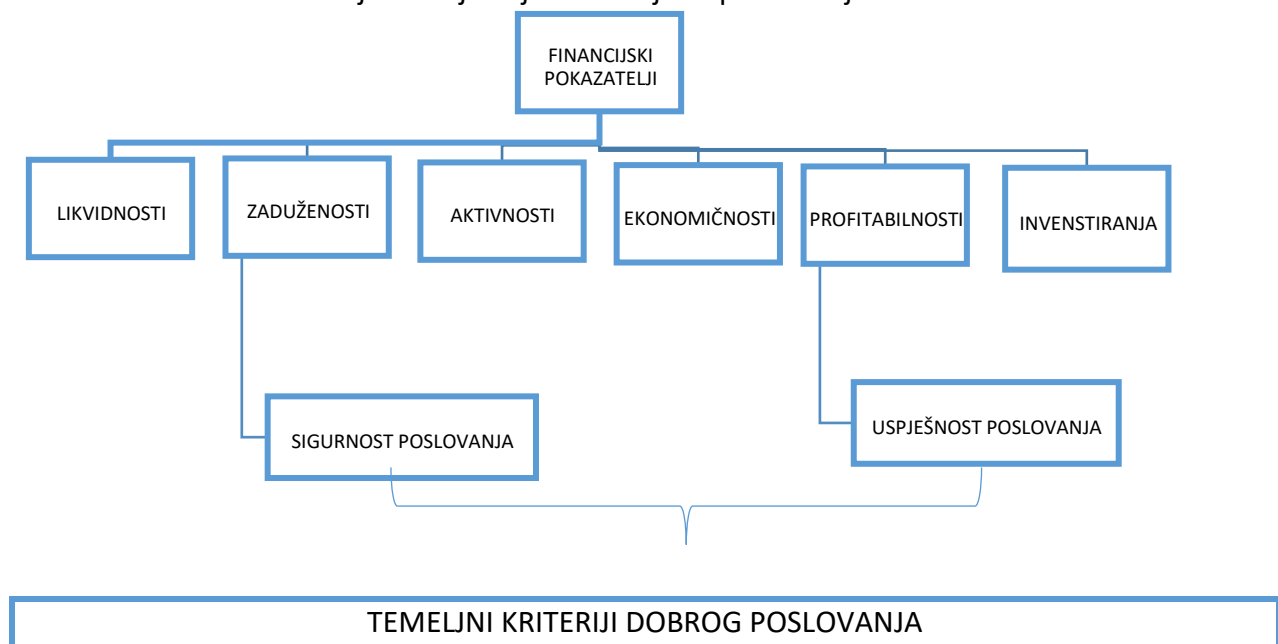 FINANCIJSKI
POKAZATELJI
LIKVIDNOSTI
ZADUŽENOSTI
AKTIVNOSTI
EKONOMIČNOSTI
PROFITABILNOSTI
INVENSTIRANJA
SIGURNOST POSLOVANJA
USPJEŠNOST POSLOVANJA
TEMELJNI KRITERIJI DOBROG POSLOVANJA